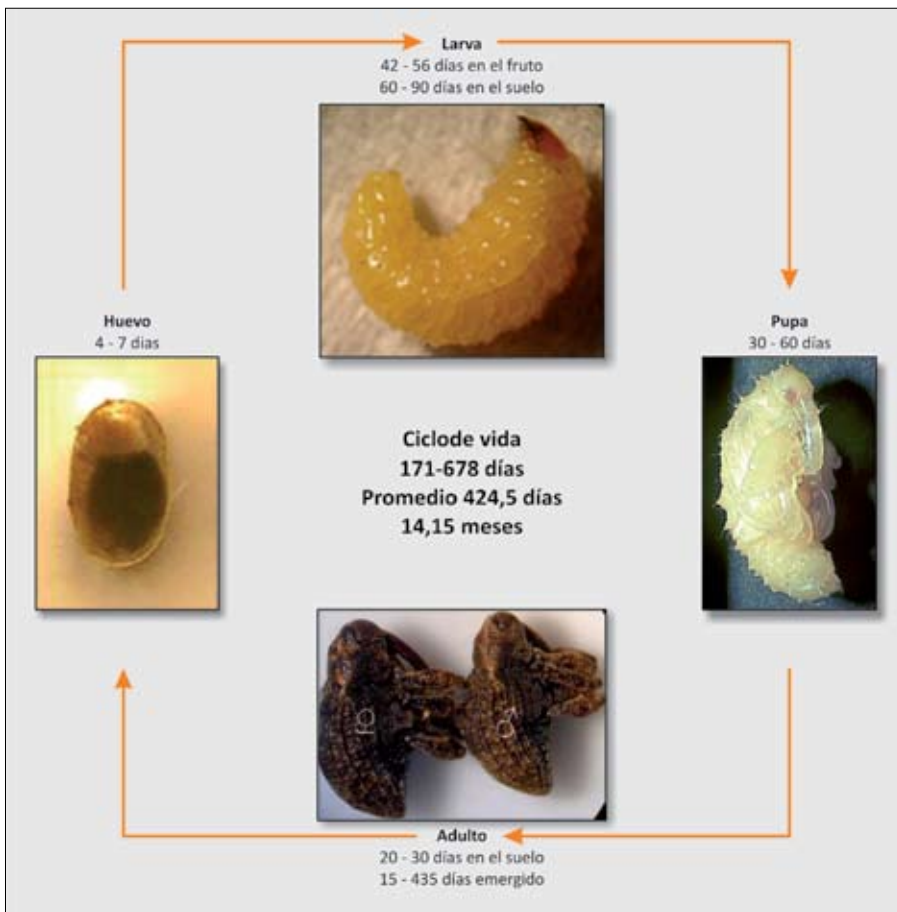 Larva
42 - 56 días en el fruto
60 - 90 días en el suelo
Huevo
4 - 7 dias
Pupa
30 - 60 días
Ciclode vida
171-678 días
Promedio 424,5 días
14,15 meses
♀
♂
Adulto
20 - 30 días en el suelo
15 - 435 días emergido